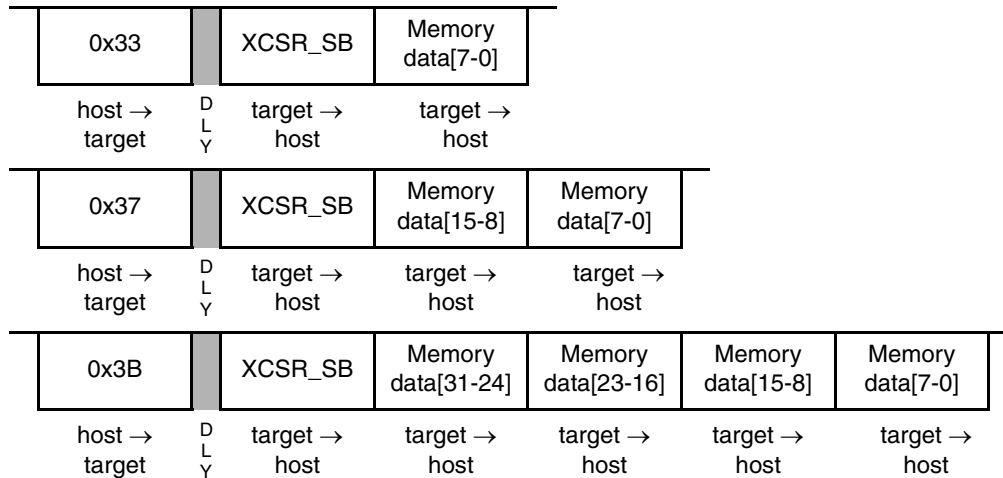 0x33 XCSR_SB Memory data[7-0]
host → target D L Y target → host target → host
0x37 XCSR_SB Memory data[15-8] Memory data[7-0]
host → target D L Y target → host target → host target → host
0x3B XCSR_SB Memory data[31-24] Memory data[23-16] Memory data[15-8] Memory data[7-0]
host → target D L Y target → host target → host target → host target → host target → host